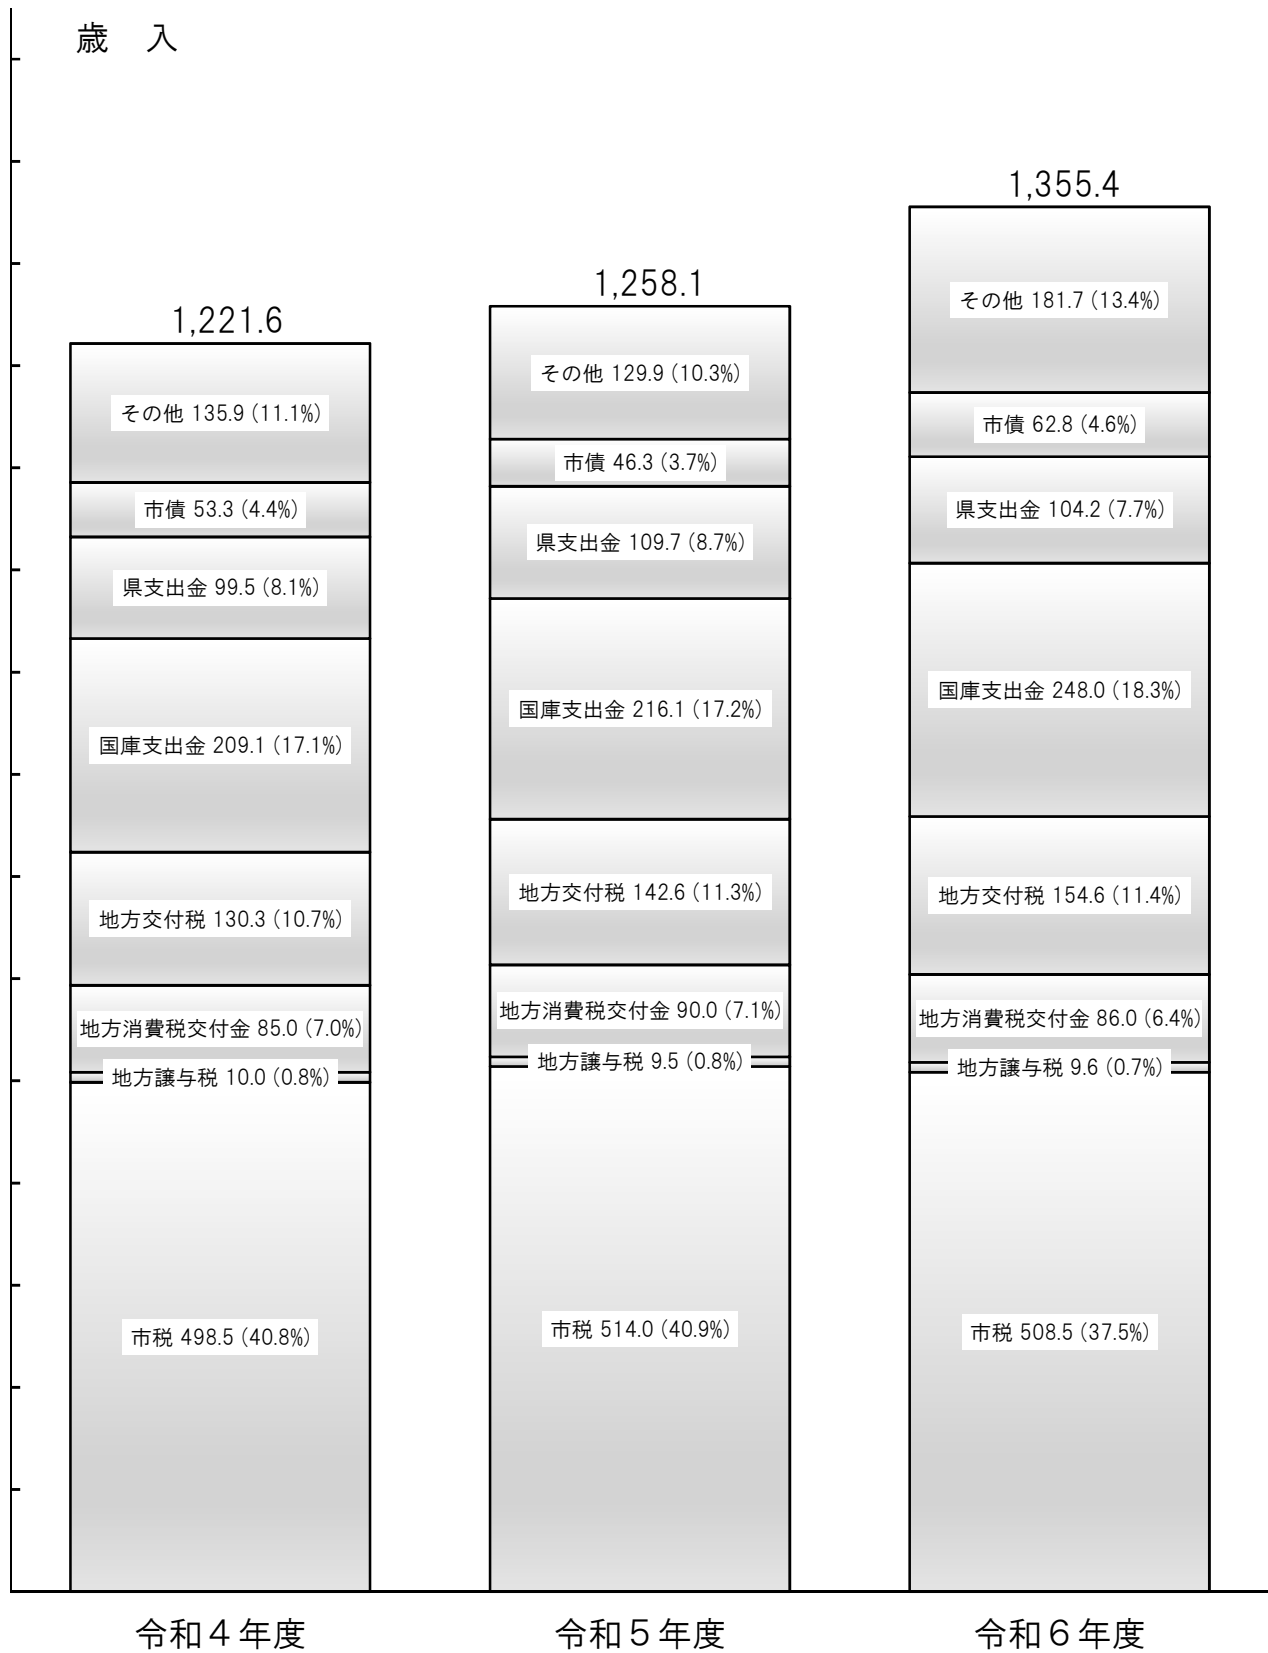 歳　入
1,221.6
その他 135.9 (11.1%)
市債 53.3 (4.4%)
県支出金 99.5 (8.1%)
国庫支出金 209.1 (17.1%)
地方交付税 130.3 (10.7%)
地方消費税交付金 85.0 (7.0%)
地方譲与税 10.0 (0.8%)
市税 498.5 (40.8%)
令和４年度
1,258.1
その他 129.9 (10.3%)
市債 46.3 (3.7%)
県支出金 109.7 (8.7%)
国庫支出金 216.1 (17.2%)
地方交付税 142.6 (11.3%)
地方消費税交付金 90.0 (7.1%)
地方譲与税 9.5 (0.8%)
市税 514.0 (40.9%)
令和５年度
1,355.4
その他 181.7 (13.4%)
市債 62.8 (4.6%)
県支出金 104.2 (7.7%)
国庫支出金 248.0 (18.3%)
地方交付税 154.6 (11.4%)
地方消費税交付金 86.0 (6.4%)
地方譲与税 9.6 (0.7%)
市税 508.5 (37.5%)
令和６年度